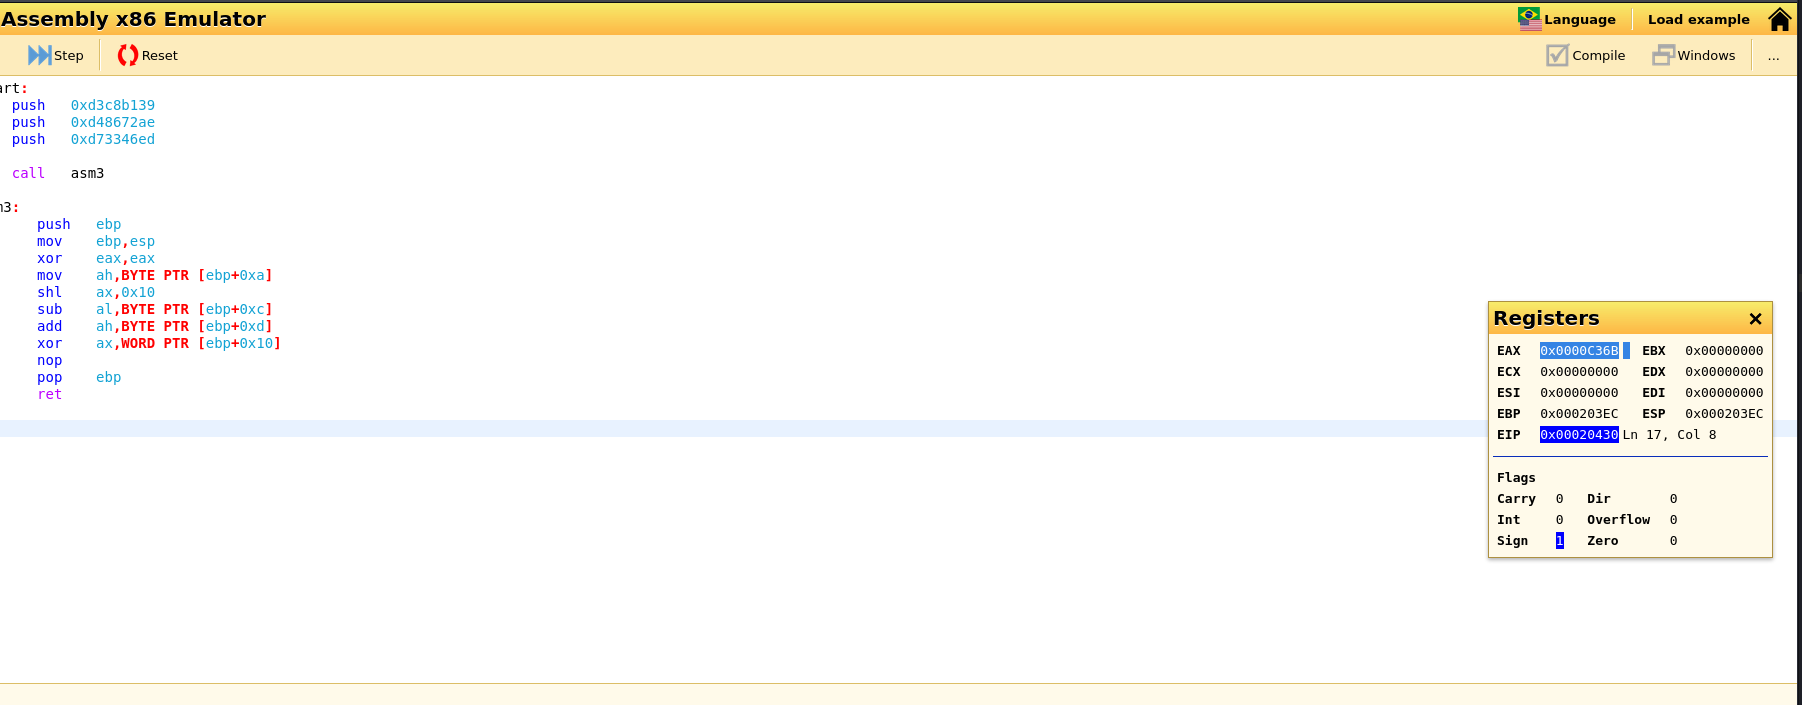 Assembly x86 Emulator Language Load example
Step Reset Compile Windows ...
art:
push 0xd3c8b139
push 0xd48672ae
push 0xd73346ed
call asm3
m3:
push ebp
mov ebp,esp
xor eax,eax
mov ah,BYTE PTR [ebp+0xa]
shl ax,0x10
sub al,BYTE PTR [ebp+0xc]
add ah,BYTE PTR [ebp+0xd]
xor ax,WORD PTR [ebp+0x10]
nop
pop ebp
ret
Registers ×
EAX 0x0000C36B EBX 0x00000000
ECX 0x00000000 EDX 0x00000000
ESI 0x00000000 EDI 0x00000000
EBP 0x000203EC ESP 0x000203EC
EIP 0x00020430 Ln 17, Col 8
Flags
Carry 0 Dir 0
Int 0 Overflow 0
Sign 1 Zero 0